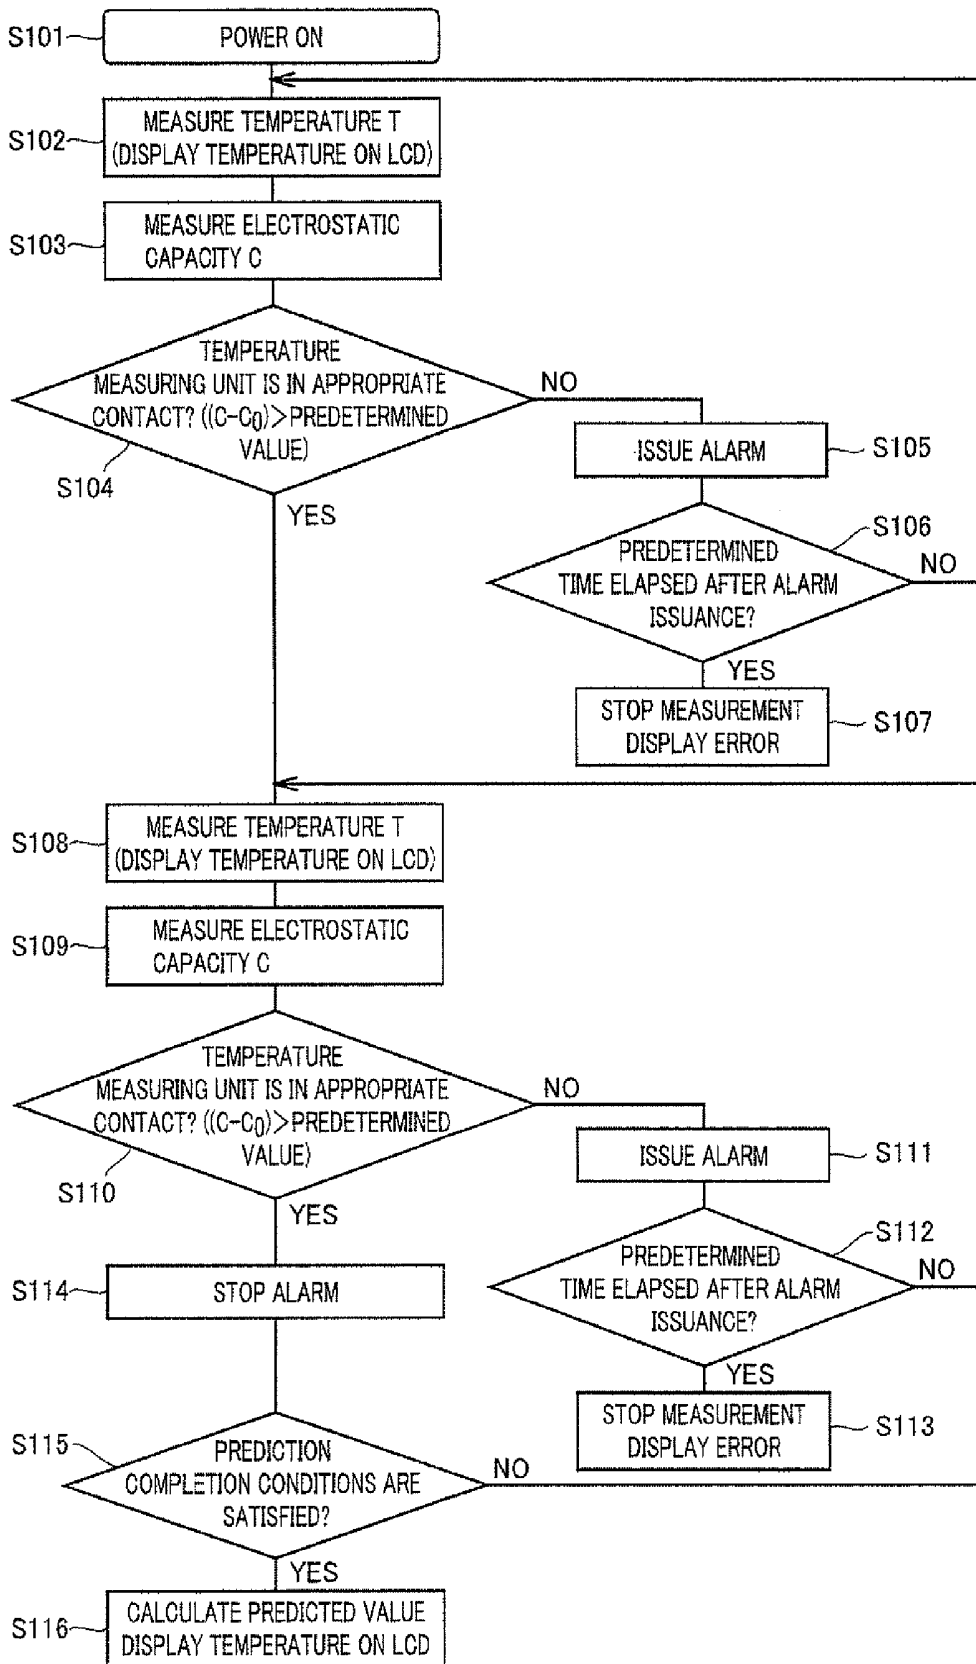 S101
POWER ON
S102
MEASURE TEMPERATURE T
(DISPLAY TEMPERATURE ON LCD)
S103
MEASURE ELECTROSTATIC
CAPACITY C
TEMPERATURE
MEASURING UNIT IS IN APPROPRIATE
CONTACT? ((C-C0)>PREDETERMINED
VALUE)
S104
NO
YES
ISSUE ALARM
S105
S106
PREDETERMINED
TIME ELAPSED AFTER ALARM
ISSUANCE?
NO
YES
STOP MEASUREMENT
DISPLAY ERROR
S107
S108
MEASURE TEMPERATURE T
(DISPLAY TEMPERATURE ON LCD)
S109
MEASURE ELECTROSTATIC
CAPACITY C
TEMPERATURE
MEASURING UNIT IS IN APPROPRIATE
CONTACT? ((C-C0)>PREDETERMINED
VALUE)
S110
NO
YES
ISSUE ALARM
S111
S112
PREDETERMINED
TIME ELAPSED AFTER ALARM
ISSUANCE?
NO
YES
STOP MEASUREMENT
DISPLAY ERROR
S113
S114
STOP ALARM
S115
PREDICTION
COMPLETION CONDITIONS ARE
SATISFIED?
NO
YES
S116
CALCULATE PREDICTED VALUE
DISPLAY TEMPERATURE ON LCD